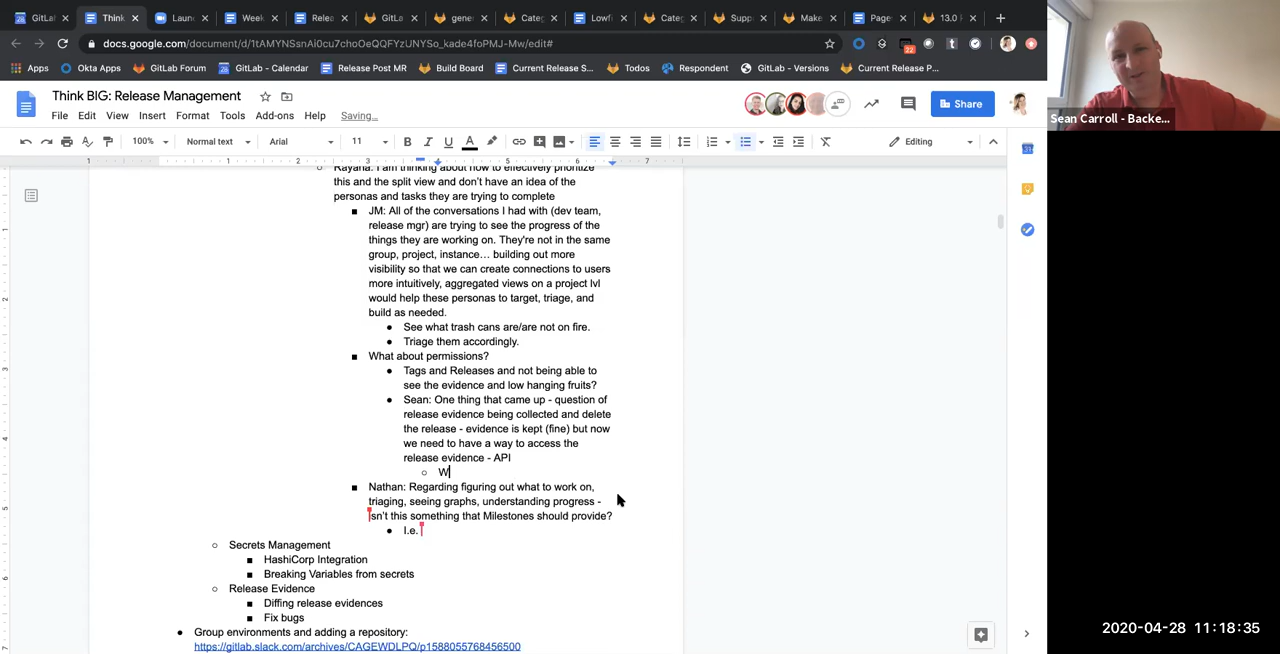 GitLal
Think
Laun
Week
Relea
GitLa
gener
Categ
Lowfi
Categ
Supp
Make
Page
13.0
docs.google.com/document/d/1tAMYNSsnAi0cu7choOeQQFYzUNYSo_kade4foPMJ-Mw/edit#
22
Apps
Okta Apps
GitLab Forum
GitLab - Calendar
Release Post MR
Build Board
Current Release S...
Todos
Respondent
GitLab - Versions
Current Release P...
Think BIG: Release Management
File Edit View Insert Format Tools Add-ons Help Saving...
Share
100% Normal text Arial 11 B I U A Editing
1 1 2 3 4 5 6 7
Rayana: I am thinking about how to effectively prioritize
this and the split view and don't have an idea of the
personas and tasks they are trying to complete
JM: All of the conversations I had with (dev team,
release mgr) are trying to see the progress of the
things they are working on. They're not in the same
group, project, instance... building out more
visibility so that we can create connections to users
more intuitively, aggregated views on a project lvl
would help these personas to target, triage, and
build as needed.
See what trash cans are/are not on fire.
Triage them accordingly.
What about permissions?
Tags and Releases and not being able to
see the evidence and low hanging fruits?
Sean: One thing that came up - question of
release evidence being collected and delete
the release - evidence is kept (fine) but now
we need to have a way to access the
release evidence - API
W
Nathan: Regarding figuring out what to work on,
triaging, seeing graphs, understanding progress -
isn't this something that Milestones should provide?
I.e.
Secrets Management
HashiCorp Integration
Breaking Variables from secrets
Release Evidence
Diffing release evidences
Fix bugs
Group environments and adding a repository:
https://gitlab.slack.com/archives/CAGEWDLPQ/p1588055768456500
Sean Carroll - Backe...
2020-04-28 11:18:35